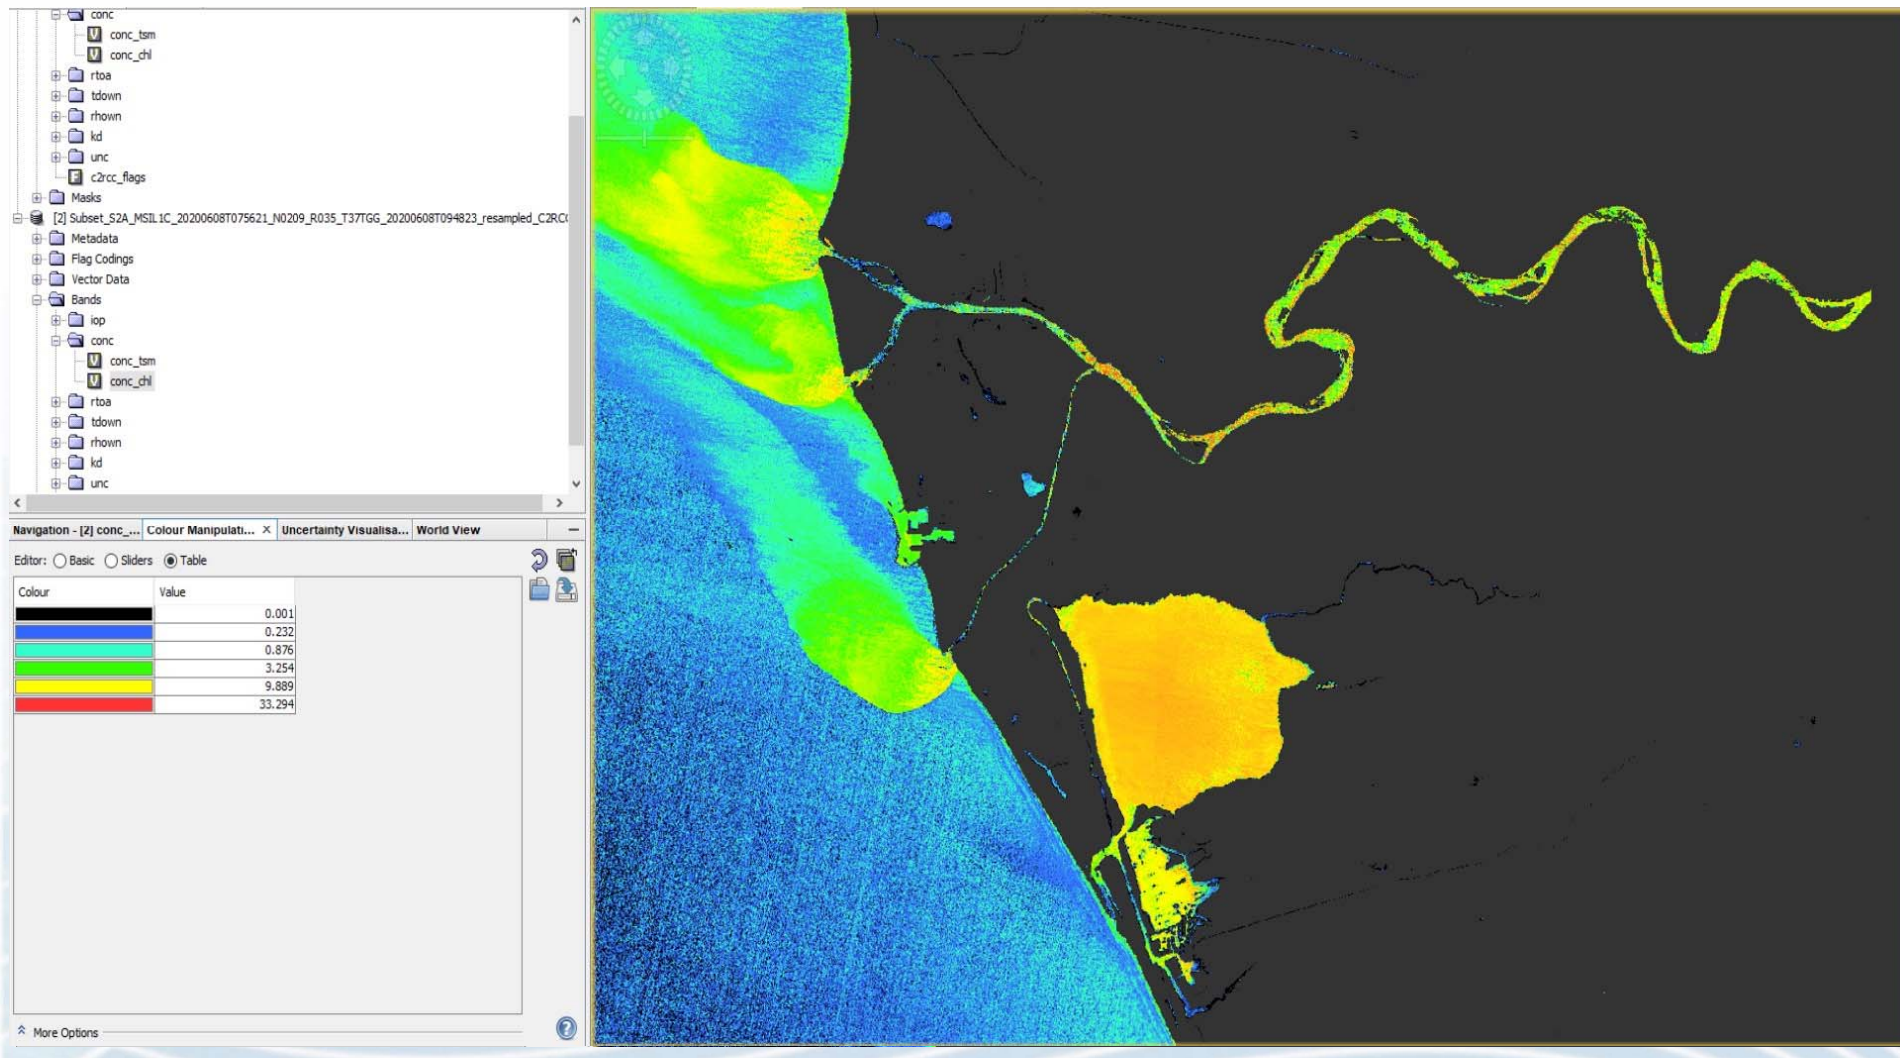 conc
conc_tsm
conc_chl
rtoa
tdown
rhown
kd
unc
c2rcc_flags
Masks
[2] Subset_S2A_MSIL1C_20200608T075621_N0209_R035_T37TGG_20200608T094823_resampled_C2RC
Metadata
Flag Codings
Vector Data
Bands
iop
conc
conc_tsm
conc_chl
rtoa
tdown
rhown
kd
unc
Navigation - [2] conc_... Colour Manipulati... × Uncertainty Visualisa... World View
Editor: Basic Sliders Table
Colour Value
0.001
0.232
0.876
3.254
9.889
33.294
More Options